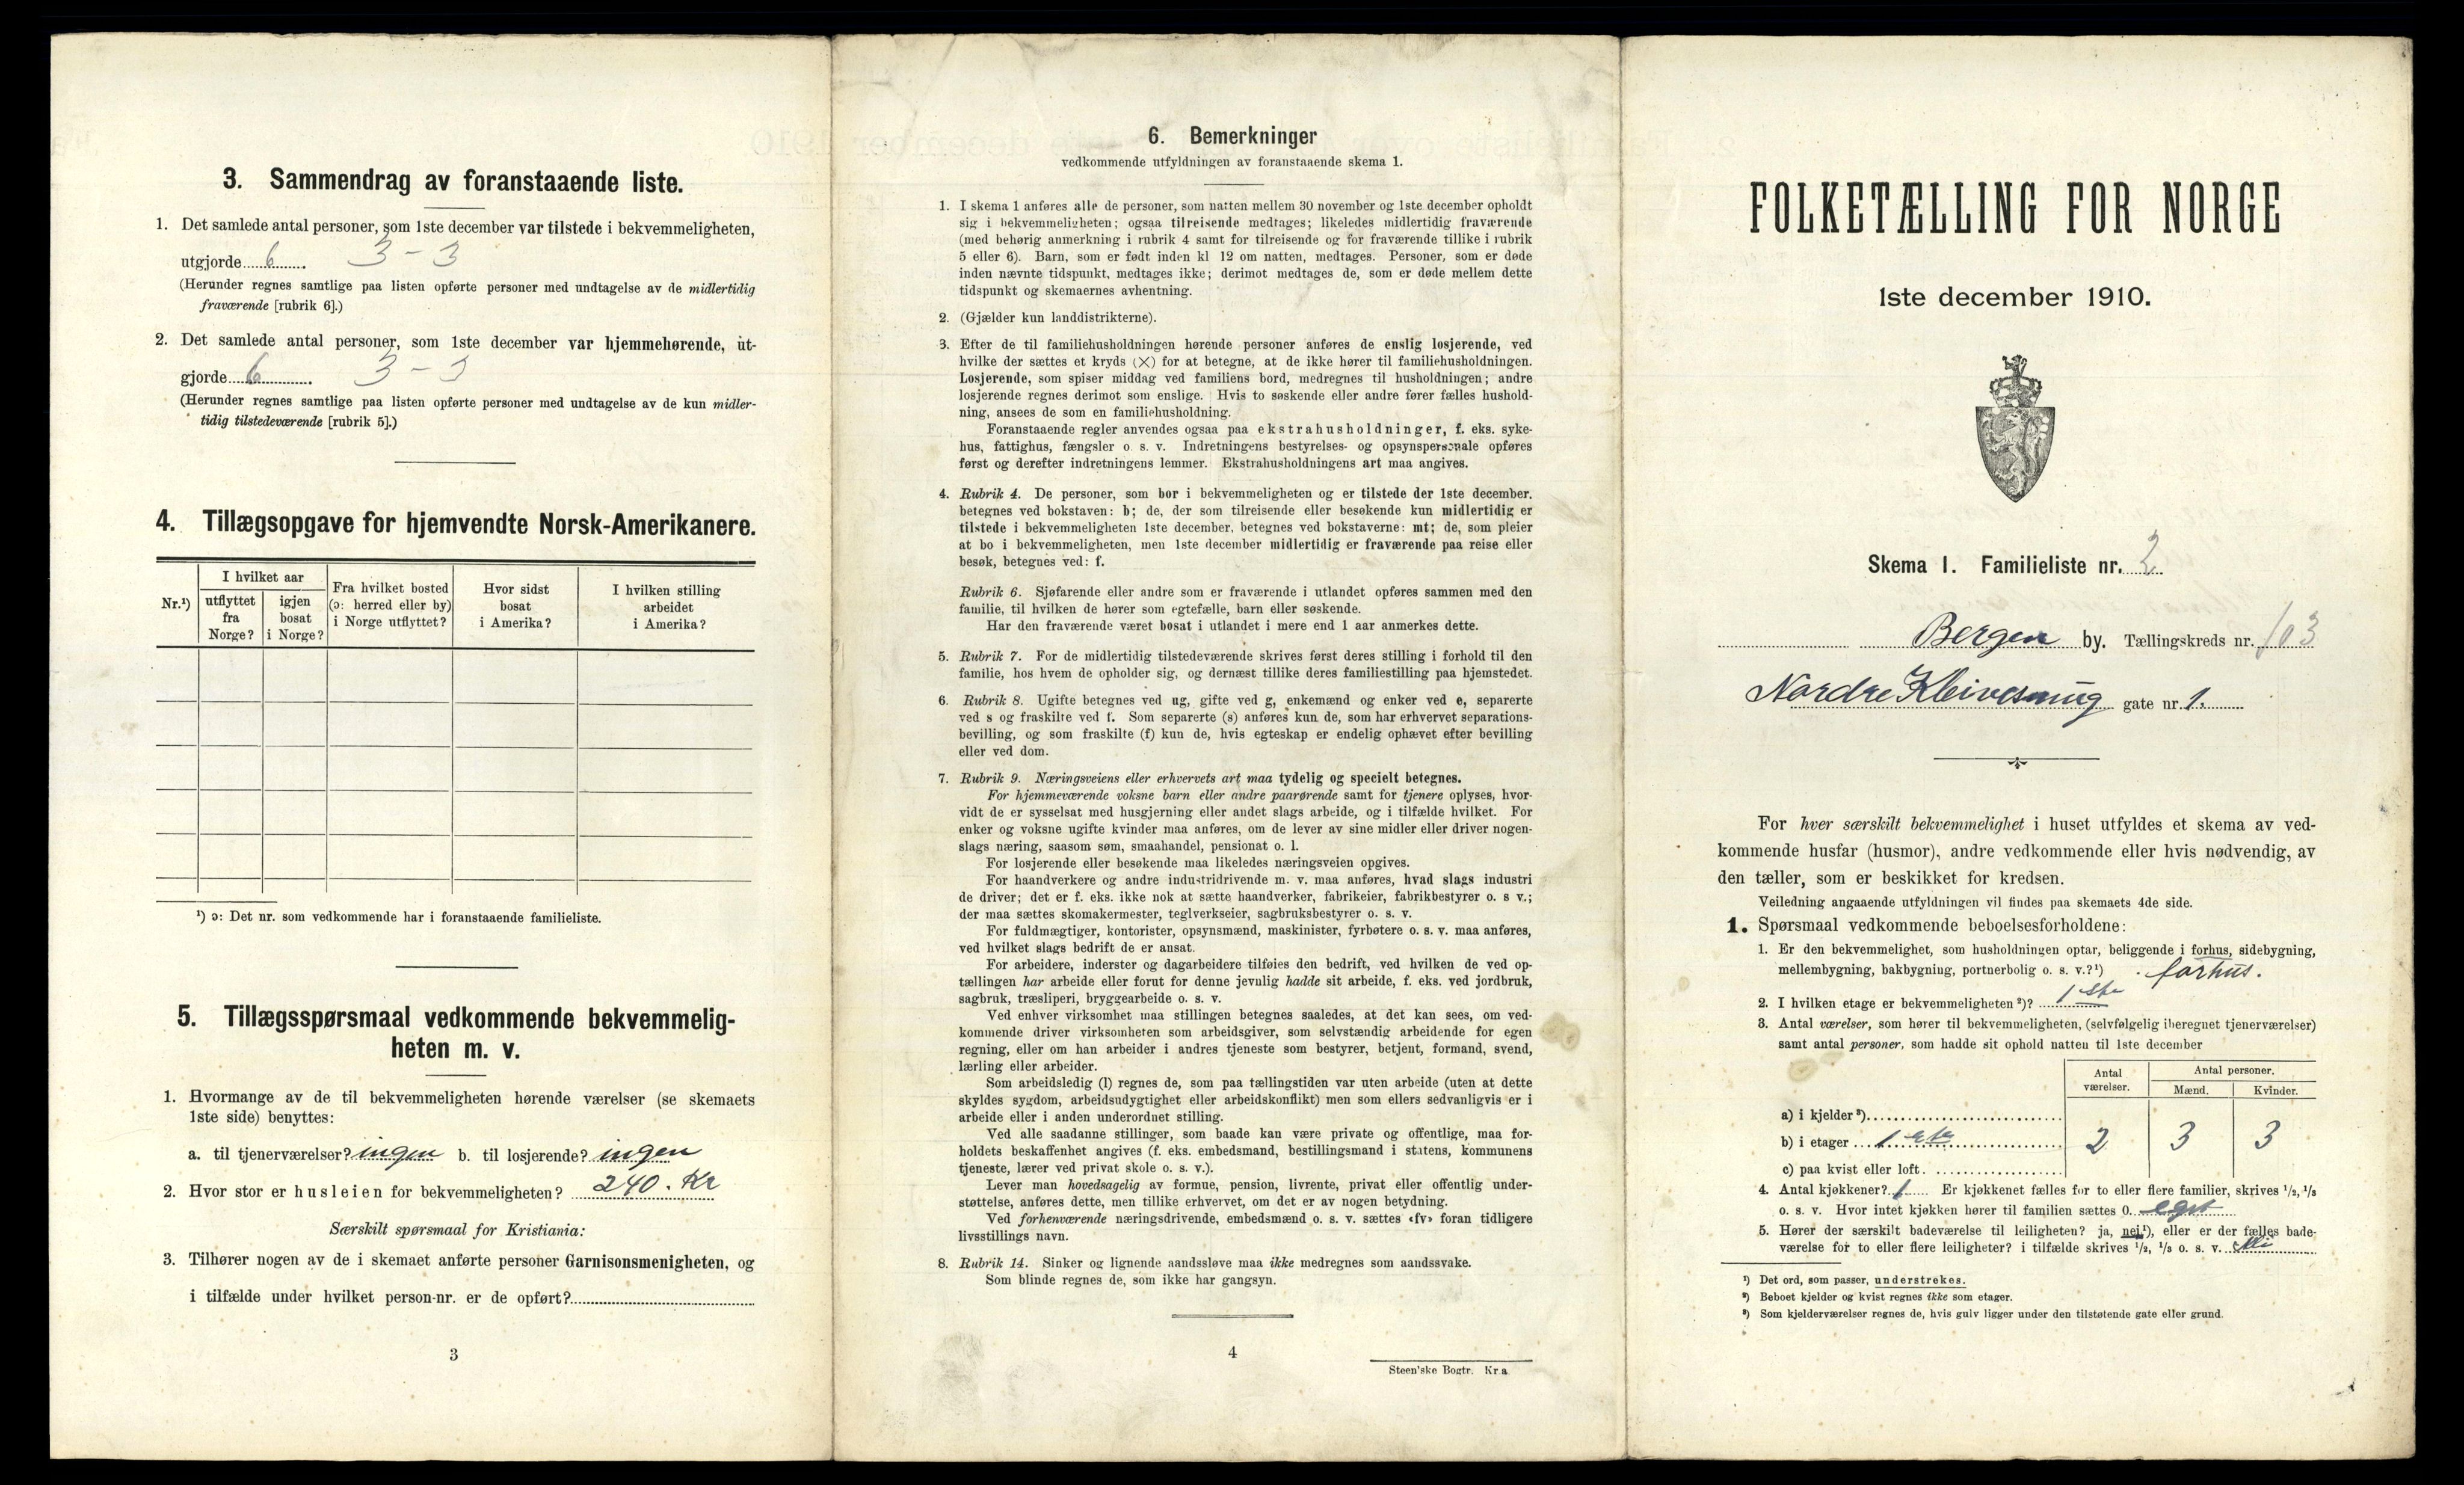 3. Sammendrag av foranstaaende liste.
1. Det samlede antal personer, som 1ste december var tilstede i bekvemmeligheten,
utgjorde 6. 3 - 3
(Herunder regnes samtlige paa listen opførte personer med undtagelse av de midlertidig
fraværende [rubrik 6].)
2. Det samlede antal personer, som 1ste december var hjemmehørende, ut-
gjorde 6. 3 - 3
(Herunder regnes samtlige paa listen opførte personer med undtagelse av de kun midler-
tidig tilstedeværende [rubrik 5].)
4. Tillægsopgave for hjemvendte Norsk-Amerikanere.
Nr.¹)
I hvilket aar
utflyttet
fra
Norge?
igjen
bosat
i Norge?
Fra hvilket bosted
(ɔ: herred eller by)
i Norge utflyttet?
Hvor sidst
bosat
i Amerika?
I hvilken stilling
arbeidet
i Amerika?
¹) ɔ: Det nr. som vedkommende har i foranstaaende familieliste.
5. Tillægsspørsmaal vedkommende bekvemmelig-
heten m. v.
1. Hvormange av de til bekvemmeligheten hørende værelser (se skemaets
1ste side) benyttes:
a. til tjenerværelser? ingen b. til losjerende? ingen
2. Hvor stor er husleien for bekvemmeligheten? 240. Kr
Særskilt spørsmaal for Kristiania:
3. Tilhører nogen av de i skemaet anførte personer Garnisonsmenigheten, og
i tilfælde under hvilket person-nr. er de opført?
3
6. Bemerkninger
vedkommende utfyldningen av foranstaaende skema 1.
1. I skema 1 anføres alle de personer, som natten mellem 30 november og 1ste december opholdt
sig i bekvemmeligheten; ogsaa tilreisende medtages; likeledes midlertidig fraværende
(med behørig anmerkning i rubrik 4 samt for tilreisende og for fraværende tillike i rubrik
5 eller 6). Barn, som er født inden kl 12 om natten, medtages. Personer, som er døde
inden nævnte tidspunkt, medtages ikke; derimot medtages de, som er døde mellem dette
tidspunkt og skemaernes avhentning.
2. (Gjælder kun landdistrikterne).
3. Efter de til familiehusholdningen hørende personer anføres de enslig losjerende, ved
hvilke der sættes et kryds (×) for at betegne, at de ikke hører til familiehusholdningen.
Losjerende, som spiser middag ved familiens bord, medregnes til husholdningen; andre
losjerende regnes derimot som enslige. Hvis to søskende eller andre fører fælles hushold-
ning, ansees de som en familiehusholdning.
Foranstaaende regler anvendes ogsaa paa ekstrahusholdninger, f. eks. syke-
hus, fattighus, fængsler o. s. v. Indretningens bestyrelses- og opsynspersonale opføres
først og derefter indretningens lemmer. Ekstrahusholdningens art maa angives.
4. Rubrik 4. De personer, som bor i bekvemmeligheten og er tilstede der 1ste december,
betegnes ved bokstaven: b; de, der som tilreisende eller besøkende kun midlertidig er
tilstede i bekvemmeligheten 1ste december, betegnes ved bokstaverne: mt; de, som pleier
at bo i bekvemmeligheten, men 1ste december midlertidig er fraværende paa reise eller
besøk, betegnes ved: f.
Rubrik 6. Sjøfarende eller andre som er fraværende i utlandet opføres sammen med den
familie, til hvilken de hører som egtefælle, barn eller søskende.
Har den fraværende været bosat i utlandet i mere end 1 aar anmerkes dette.
5. Rubrik 7. For de midlertidig tilstedeværende skrives først deres stilling i forhold til den
familie, hos hvem de opholder sig, og dernæst tillike deres familiestilling paa hjemstedet.
6. Rubrik 8. Ugifte betegnes ved ug, gifte ved g, enkemænd og enker ved e, separerte
ved s og fraskilte ved f. Som separerte (s) anføres kun de, som har erhvervet separations-
bevilling, og som fraskilte (f) kun de, hvis egteskap er endelig ophævet efter bevilling
eller ved dom.
7. Rubrik 9. Næringsveiens eller erhvervets art maa tydelig og specielt betegnes.
For hjemmeværende voksne barn eller andre paarørende samt for tjenere oplyses, hvor-
vidt de er sysselsat med husgjerning eller andet slags arbeide, og i tilfælde hvilket. For
enker og voksne ugifte kvinder maa anføres, om de lever av sine midler eller driver nogen-
slags næring, saasom søm, smaahandel, pensionat o. l.
For losjerende eller besøkende maa likeledes næringsveien opgives.
For haandverkere og andre industridrivende m. v. maa anføres, hvad slags industri
de driver; det er f. eks. ikke nok at sætte haandverker, fabrikeier, fabrikbestyrer o. s v.;
der maa sættes skomakermester, teglverkseier, sagbruksbestyrer o. s. v.
For fuldmægtiger, kontorister, opsynsmænd, maskinister, fyrbøtere o. s. v. maa anføres,
ved hvilket slags bedrift de er ansat.
For arbeidere, inderster og dagarbeidere tilføies den bedrift, ved hvilken de ved op-
tællingen har arbeide eller forut for denne jevnlig hadde sit arbeide, f. eks. ved jordbruk,
sagbruk, træsliperi, bryggearbeide o. s. v.
Ved enhver virksomhet maa stillingen betegnes saaledes, at det kan sees, om ved-
kommende driver virksomheten som arbeidsgiver, som selvstændig arbeidende for egen
regning, eller om han arbeider i andres tjeneste som bestyrer, betjent, formand, svend,
lærling eller arbeider.
Som arbeidsledig (l) regnes de, som paa tællingstiden var uten arbeide (uten at dette
skyldes sygdom, arbeidsudygtighet eller arbeidskonflikt) men som ellers sedvanligvis er i
arbeide eller i anden underordnet stilling.
Ved alle saadanne stillinger, som baade kan være private og offentlige, maa for-
holdets beskaffenhet angives (f. eks. embedsmand, bestillingsmand i statens, kommunens
tjeneste, lærer ved privat skole o. s. v.).
Lever man hovedsagelig av formue, pension, livrente, privat eller offentlig under-
støttelse, anføres dette, men tillike erhvervet, om det er av nogen betydning.
Ved forhenværende næringsdrivende, embedsmænd o. s. v. sættes «fv» foran tidligere
livsstillings navn.
8. Rubrik 14. Sinker og lignende aandssløve maa ikke medregnes som aandssvake.
Som blinde regnes de, som ikke har gangsyn.
4
Steen'ske Bogtr. Kr.a
FOLKETÆLLING FOR NORGE
1ste december 1910.
Skema 1. Familieliste nr. 2
Bergen by. Tællingskreds nr. 103
Nordre Kleivesmug gate nr. 1.
For hver særskilt bekvemmelighet i huset utfyldes et skema av ved-
kommende husfar (husmor), andre vedkommende eller hvis nødvendig, av
den tæller, som er beskikket for kredsen.
Veiledning angaaende utfyldningen vil findes paa skemaets 4de side.
1. Spørsmaal vedkommende beboelsesforholdene:
1. Er den bekvemmelighet, som husholdningen optar, beliggende i forhus, sidebygning,
mellembygning, bakbygning, portnerbolig o. s. v.?¹) forhus.
2. I hvilken etage er bekvemmeligheten²)? 1ste
3. Antal værelser, som hører til bekvemmeligheten, (selvfølgelig iberegnet tjenerværelser)
samt antal personer, som hadde sit ophold natten til 1ste december
Antal
værelser.
Antal personer.
Mænd. Kvinder.
a) i kjelder³)
b) i etager 1 ste 2 3 3
c) paa kvist eller loft
4. Antal kjøkkener? 1 Er kjøkkenet fælles for to eller flere familier, skrives ½, ⅓
o. s. v. Hvor intet kjøkken hører til familien sættes 0. eget
5. Hører der særskilt badeværelse til leiligheten? ja, nei¹), eller er der fælles bade-
værelse for to eller flere leiligheter? i tilfælde skrives ½, ⅓ o. s. v.
¹) Det ord, som passer, understrekes.
²) Beboet kjelder og kvist regnes ikke som etager.
³) Som kjelderværelser regnes de, hvis gulv ligger under den tilstøtende gate eller grund.